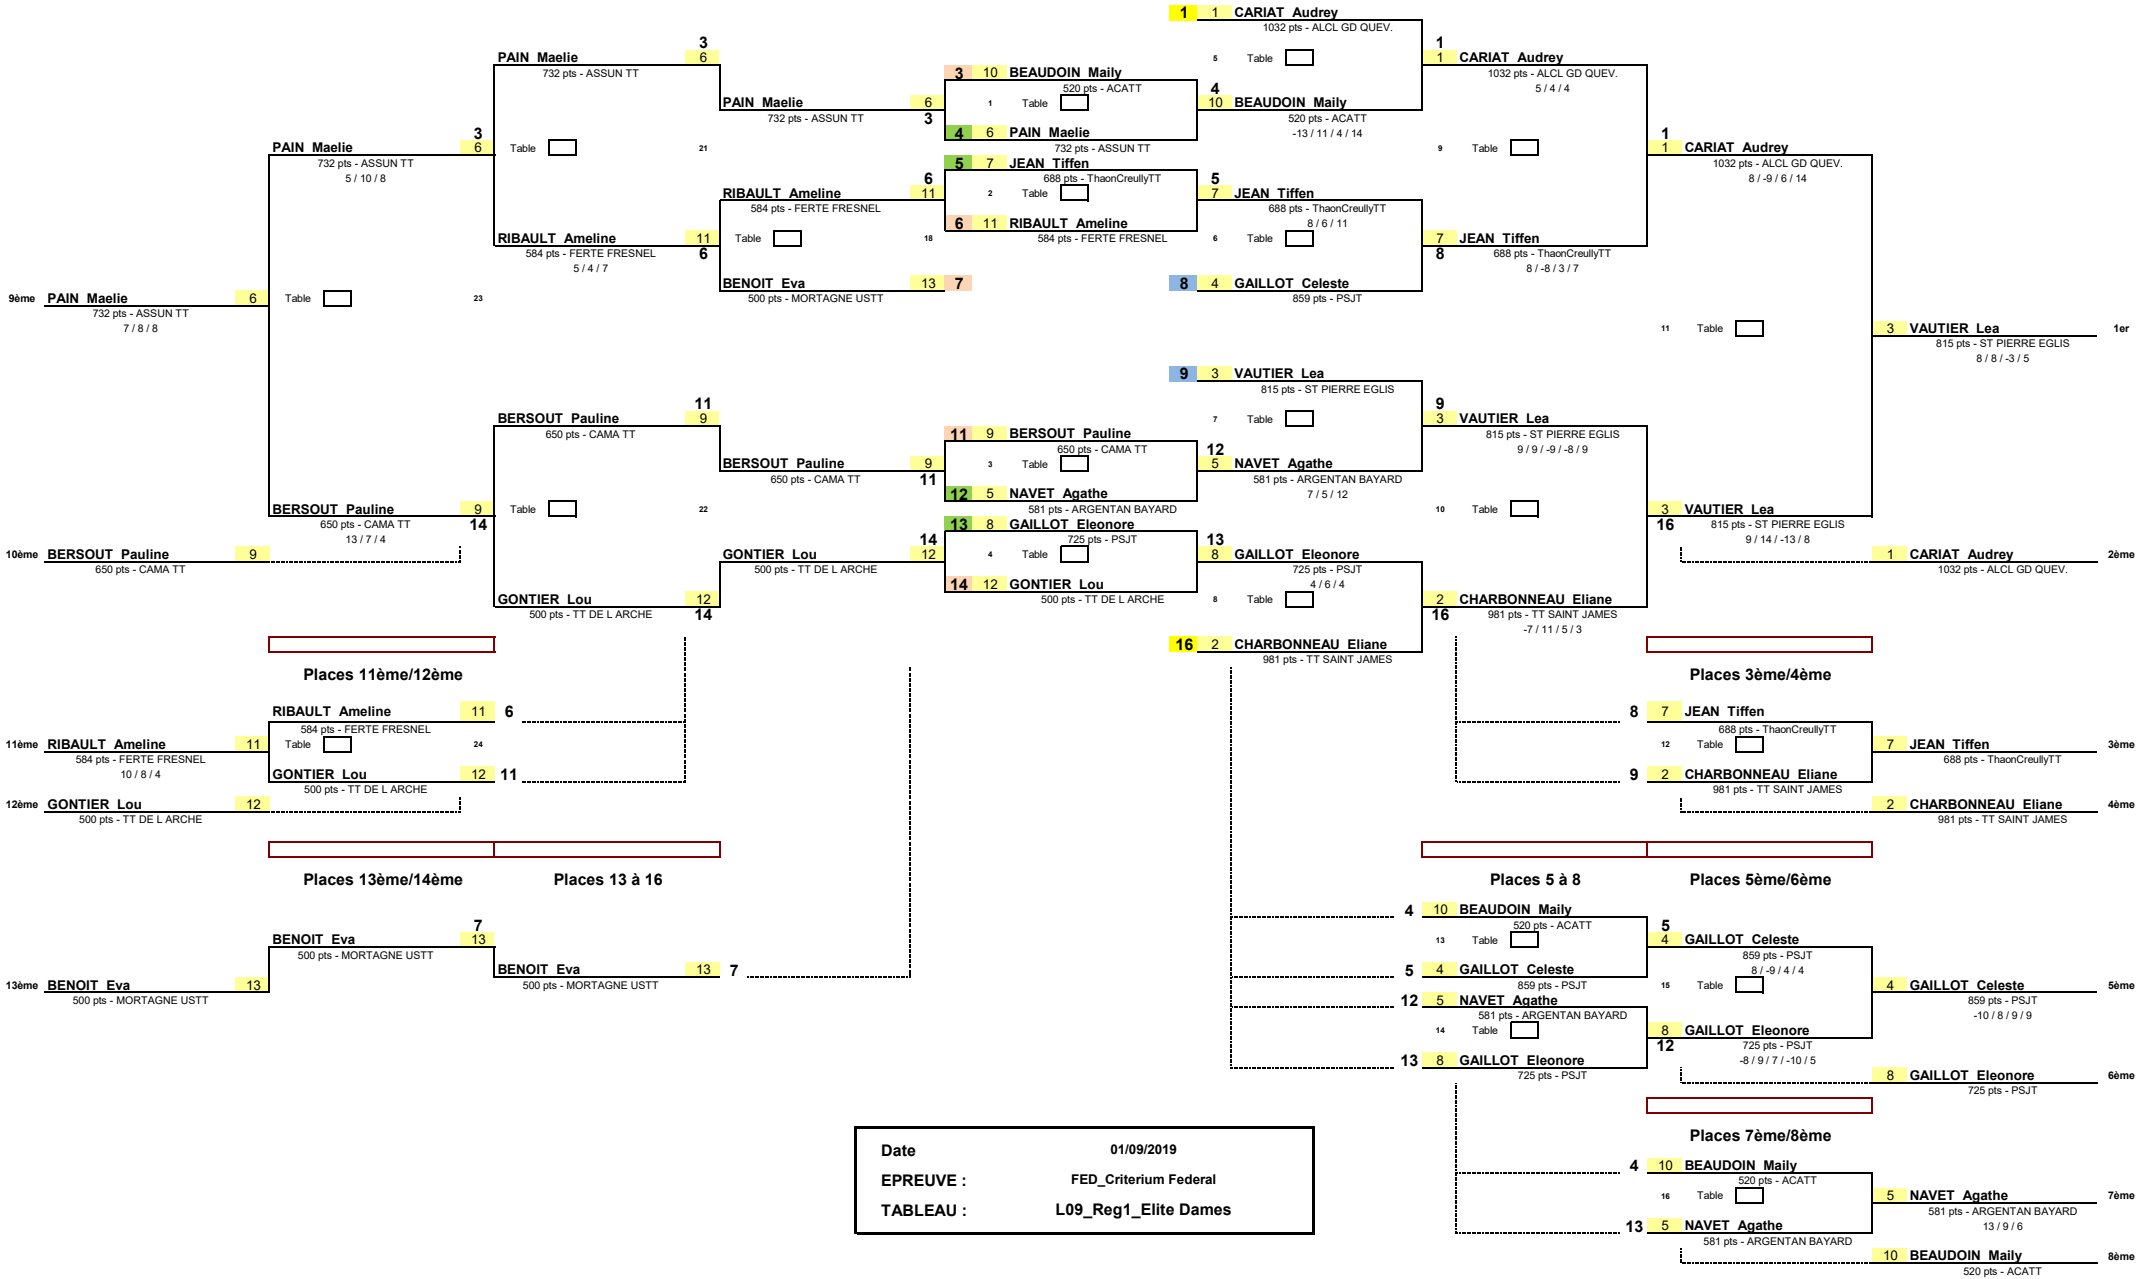 1 1 CARIAT Audrey
1032 pts - ALCL GD QUEV.
5 Table
3 10 BEAUDOIN Maily
520 pts - ACATT
1 Table
4 6 PAIN Maelie
732 pts - ASSUN TT
5 7 JEAN Tiffen
688 pts - ThaonCreullyTT
2 Table
6 11 RIBAULT Ameline
584 pts - FERTE FRESNEL
4
10 BEAUDOIN Maily
520 pts - ACATT
-13 / 11 / 4 / 14
5
7 JEAN Tiffen
688 pts - ThaonCreullyTT
8 / 6 / 11
6 Table
8 4 GAILLOT Celeste
859 pts - PSJT
1
1 CARIAT Audrey
1032 pts - ALCL GD QUEV.
5 / 4 / 4
9 Table
7 JEAN Tiffen
8
688 pts - ThaonCreullyTT
8 / -8 / 3 / 7
1
1 CARIAT Audrey
1032 pts - ALCL GD QUEV.
8 / -9 / 6 / 14
11 Table
3 VAUTIER Lea 1er
815 pts - ST PIERRE EGLIS
8 / 8 / -3 / 5
9 3 VAUTIER Lea
815 pts - ST PIERRE EGLIS
7 Table
11 9 BERSOUT Pauline
650 pts - CAMA TT
3 Table
12 5 NAVET Agathe
581 pts - ARGENTAN BAYARD
13 8 GAILLOT Eleonore
725 pts - PSJT
4 Table
14 12 GONTIER Lou
500 pts - TT DE L ARCHE
12
5 NAVET Agathe
581 pts - ARGENTAN BAYARD
7 / 5 / 12
13
8 GAILLOT Eleonore
725 pts - PSJT
4 / 6 / 4
8 Table
16 2 CHARBONNEAU Eliane
981 pts - TT SAINT JAMES
9
3 VAUTIER Lea
815 pts - ST PIERRE EGLIS
9 / 9 / -9 / -8 / 9
10 Table
2 CHARBONNEAU Eliane
16
981 pts - TT SAINT JAMES
-7 / 11 / 5 / 3
3 VAUTIER Lea
16
815 pts - ST PIERRE EGLIS
9 / 14 / -13 / 8
1 CARIAT Audrey 2ème
1032 pts - ALCL GD QUEV.
3
PAIN Maelie 6
732 pts - ASSUN TT
PAIN Maelie 6
3
732 pts - ASSUN TT
3
PAIN Maelie 6
732 pts - ASSUN TT
5 / 10 / 8
Table 21
6
RIBAULT Ameline 11
584 pts - FERTE FRESNEL
Table 18
BENOIT Eva 13 7
500 pts - MORTAGNE USTT
RIBAULT Ameline 11
6
584 pts - FERTE FRESNEL
5 / 4 / 7
9ème PAIN Maelie 6
732 pts - ASSUN TT
7 / 8 / 8
Table 23
11
BERSOUT Pauline 9
650 pts - CAMA TT
BERSOUT Pauline 9
11
650 pts - CAMA TT
BERSOUT Pauline 9
14
650 pts - CAMA TT
13 / 7 / 4
Table 22
14
GONTIER Lou 12
500 pts - TT DE L ARCHE
GONTIER Lou 12
14
500 pts - TT DE L ARCHE
10ème BERSOUT Pauline 9
650 pts - CAMA TT
Places 11ème/12ème
RIBAULT Ameline 11 6
584 pts - FERTE FRESNEL
Table 24
GONTIER Lou 12 11
500 pts - TT DE L ARCHE
11ème RIBAULT Ameline 11
584 pts - FERTE FRESNEL
10 / 8 / 4
12ème GONTIER Lou 12
500 pts - TT DE L ARCHE
Places 13ème/14ème
Places 13 à 16
7
BENOIT Eva 13
500 pts - MORTAGNE USTT
BENOIT Eva 13 7
500 pts - MORTAGNE USTT
13ème BENOIT Eva 13
500 pts - MORTAGNE USTT
Places 3ème/4ème
8 7 JEAN Tiffen
688 pts - ThaonCreullyTT
12 Table
9 2 CHARBONNEAU Eliane
981 pts - TT SAINT JAMES
7 JEAN Tiffen 3ème
688 pts - ThaonCreullyTT
2 CHARBONNEAU Eliane 4ème
981 pts - TT SAINT JAMES
Places 5 à 8
Places 5ème/6ème
4 10 BEAUDOIN Maily
520 pts - ACATT
13 Table
5 4 GAILLOT Celeste
859 pts - PSJT
12 5 NAVET Agathe
581 pts - ARGENTAN BAYARD
14 Table
13 8 GAILLOT Eleonore
725 pts - PSJT
5
4 GAILLOT Celeste
859 pts - PSJT
8 / -9 / 4 / 4
15 Table
8 GAILLOT Eleonore
12
725 pts - PSJT
-8 / 9 / 7 / -10 / 5
4 GAILLOT Celeste 5ème
859 pts - PSJT
-10 / 8 / 9 / 9
8 GAILLOT Eleonore 6ème
725 pts - PSJT
Places 7ème/8ème
4 10 BEAUDOIN Maily
520 pts - ACATT
16 Table
13 5 NAVET Agathe
581 pts - ARGENTAN BAYARD
5 NAVET Agathe 7ème
581 pts - ARGENTAN BAYARD
13 / 9 / 6
10 BEAUDOIN Maily 8ème
520 pts - ACATT
Date 01/09/2019
EPREUVE : FED_Criterium Federal
TABLEAU : L09_Reg1_Elite Dames